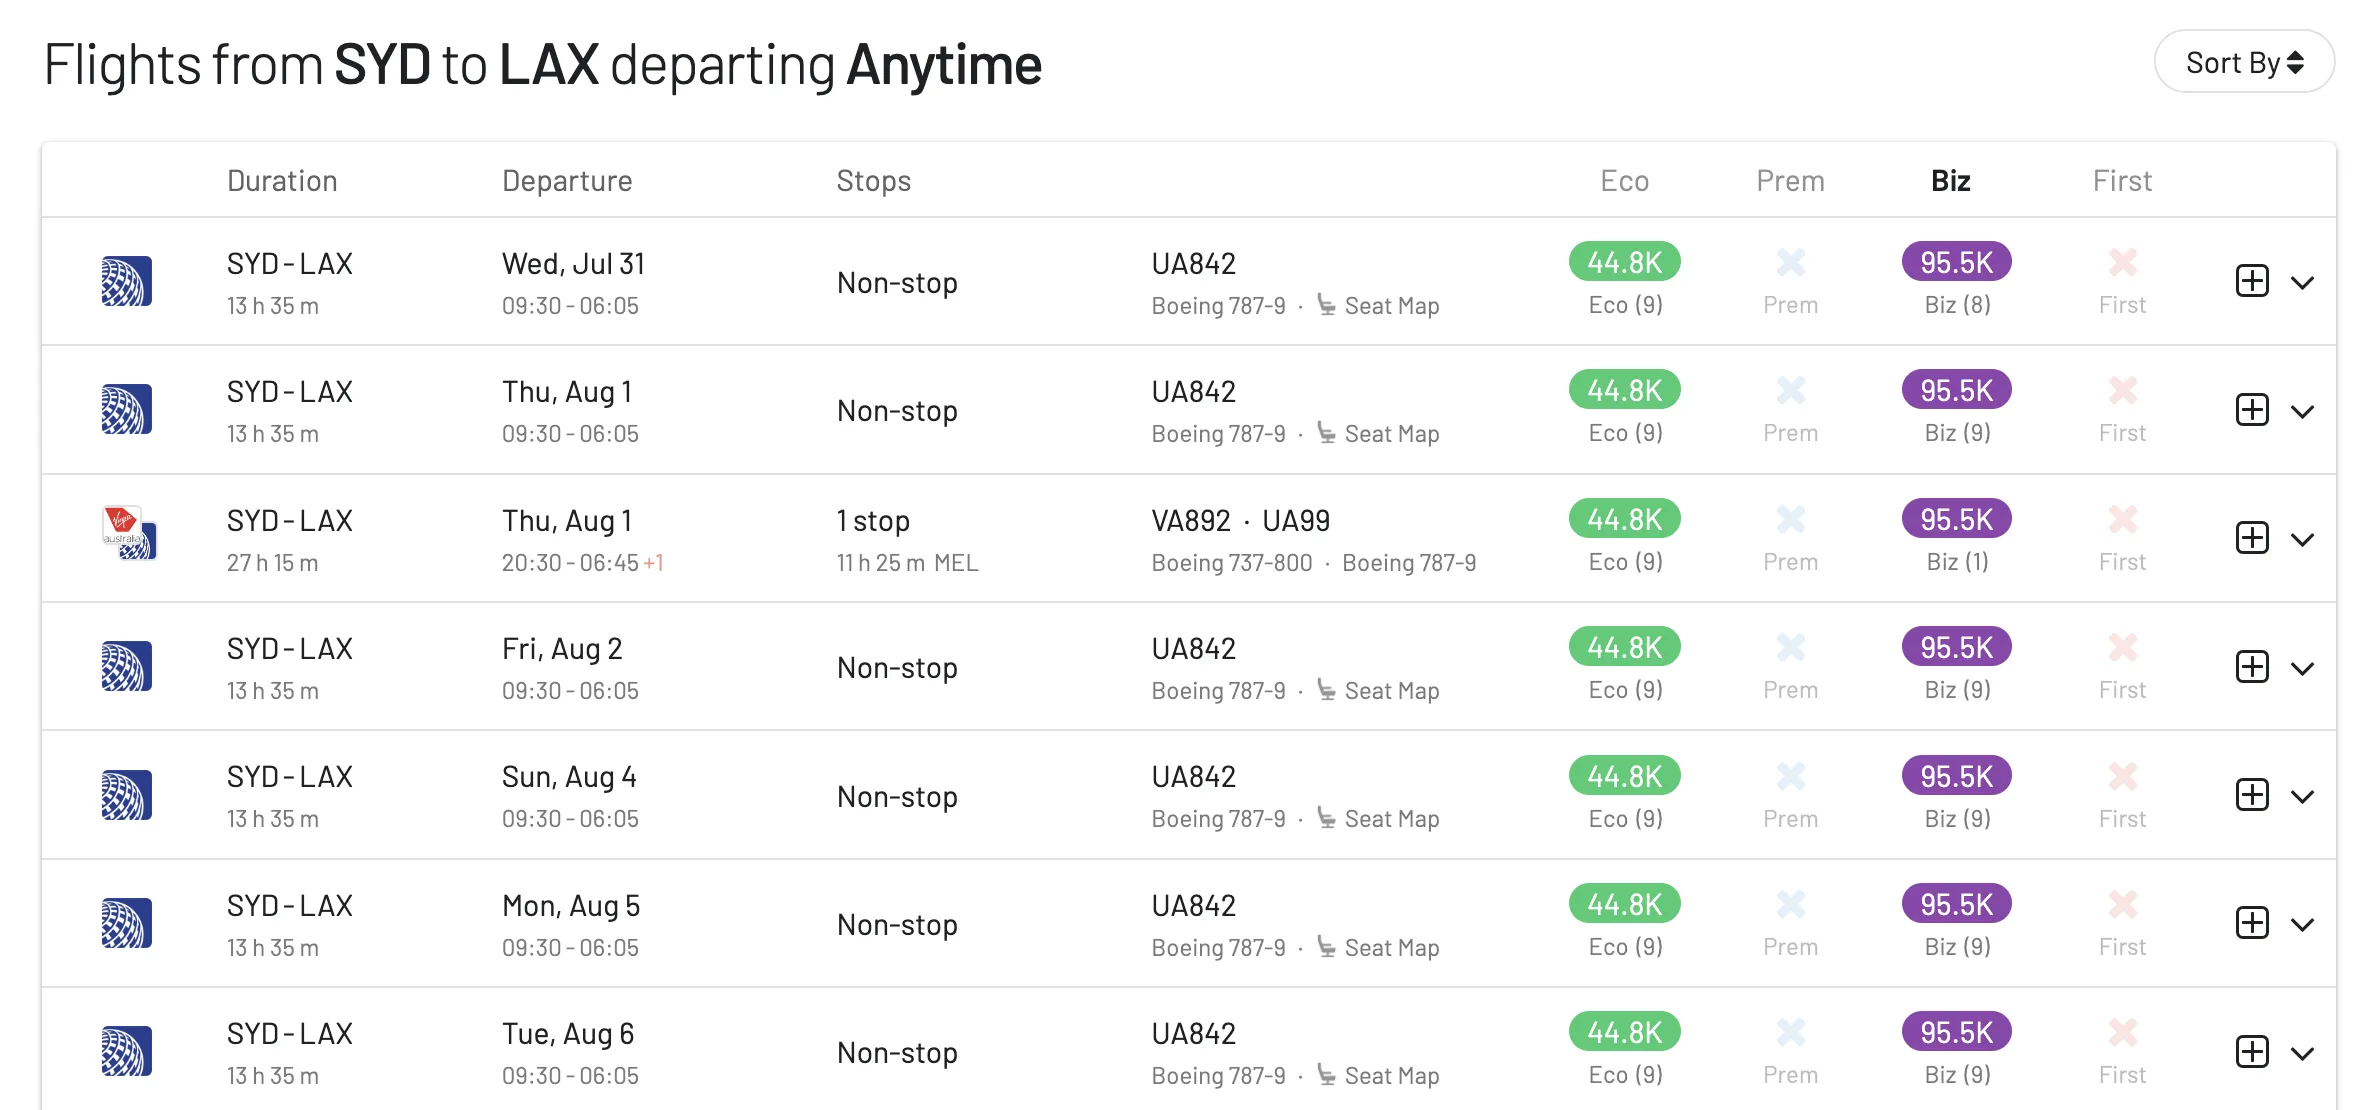 Flights from SYD to LAX departing Anytime
Sort By
Duration Departure Stops Eco Prem Biz First
SYD - LAX Wed, Jul 31 Non-stop UA842 44.8K 95.5K
13 h 35 m 09:30 - 06:05 Boeing 787-9 · Seat Map Eco (9) Prem Biz (8) First
SYD - LAX Thu, Aug 1 Non-stop UA842 44.8K 95.5K
13 h 35 m 09:30 - 06:05 Boeing 787-9 · Seat Map Eco (9) Prem Biz (9) First
Virgin australia
SYD - LAX Thu, Aug 1 1 stop VA892 · UA99 44.8K 95.5K
27 h 15 m 20:30 - 06:45 +1 11 h 25 m MEL Boeing 737-800 · Boeing 787-9 Eco (9) Prem Biz (1) First
SYD - LAX Fri, Aug 2 Non-stop UA842 44.8K 95.5K
13 h 35 m 09:30 - 06:05 Boeing 787-9 · Seat Map Eco (9) Prem Biz (9) First
SYD - LAX Sun, Aug 4 Non-stop UA842 44.8K 95.5K
13 h 35 m 09:30 - 06:05 Boeing 787-9 · Seat Map Eco (9) Prem Biz (9) First
SYD - LAX Mon, Aug 5 Non-stop UA842 44.8K 95.5K
13 h 35 m 09:30 - 06:05 Boeing 787-9 · Seat Map Eco (9) Prem Biz (9) First
SYD - LAX Tue, Aug 6 Non-stop UA842 44.8K 95.5K
13 h 35 m 09:30 - 06:05 Boeing 787-9 · Seat Map Eco (9) Prem Biz (9) First